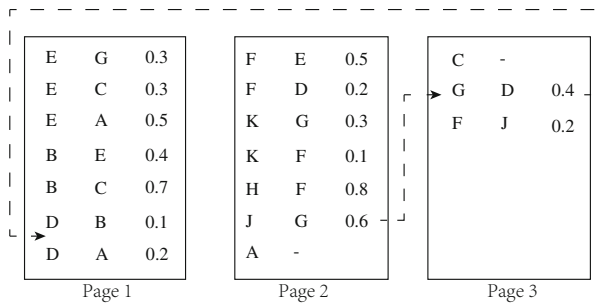 E G 0.3
E C 0.3
E A 0.5
B E 0.4
B C 0.7
D B 0.1
D A 0.2
Page 1
F E 0.5
F D 0.2
K G 0.3
K F 0.1
H F 0.8
J G 0.6
A -
Page 2
C -
G D 0.4
F J 0.2
Page 3